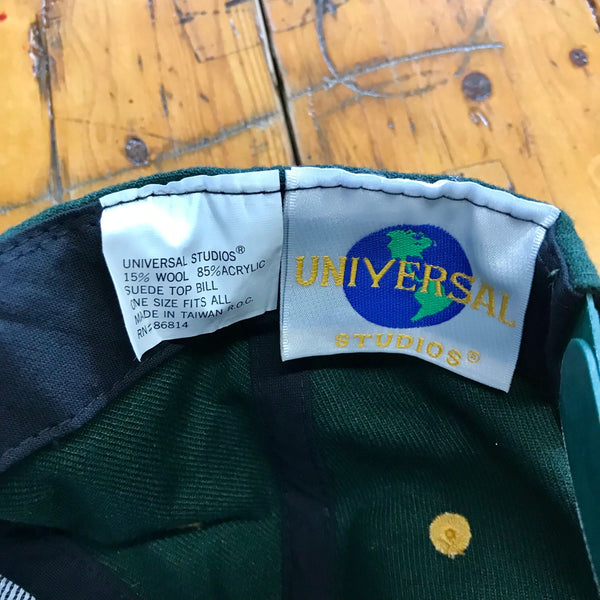 UNIVERSAL STUDIOS®
15% WOOL 85% ACRYLIC
SUEDE TOP BILL
ONE SIZE FITS ALL
MADE IN TAIWAN R.O.C.
RN# 86814
UNIVERSAL
STUDIOS®